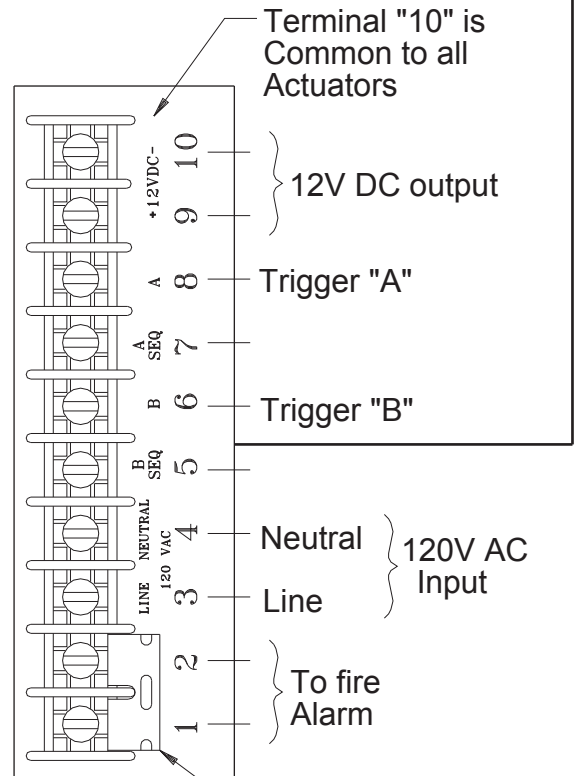 Terminal "10" is
Common to all
Actuators
10
+12VDC-
12V DC output
9
A
8
Trigger "A"
A
SEQ
7
B
6
Trigger "B"
B
SEQ
5
NEUTRAL
4
Neutral
120 VAC
120V AC
Input
LINE
3
Line
2
To fire
Alarm
1